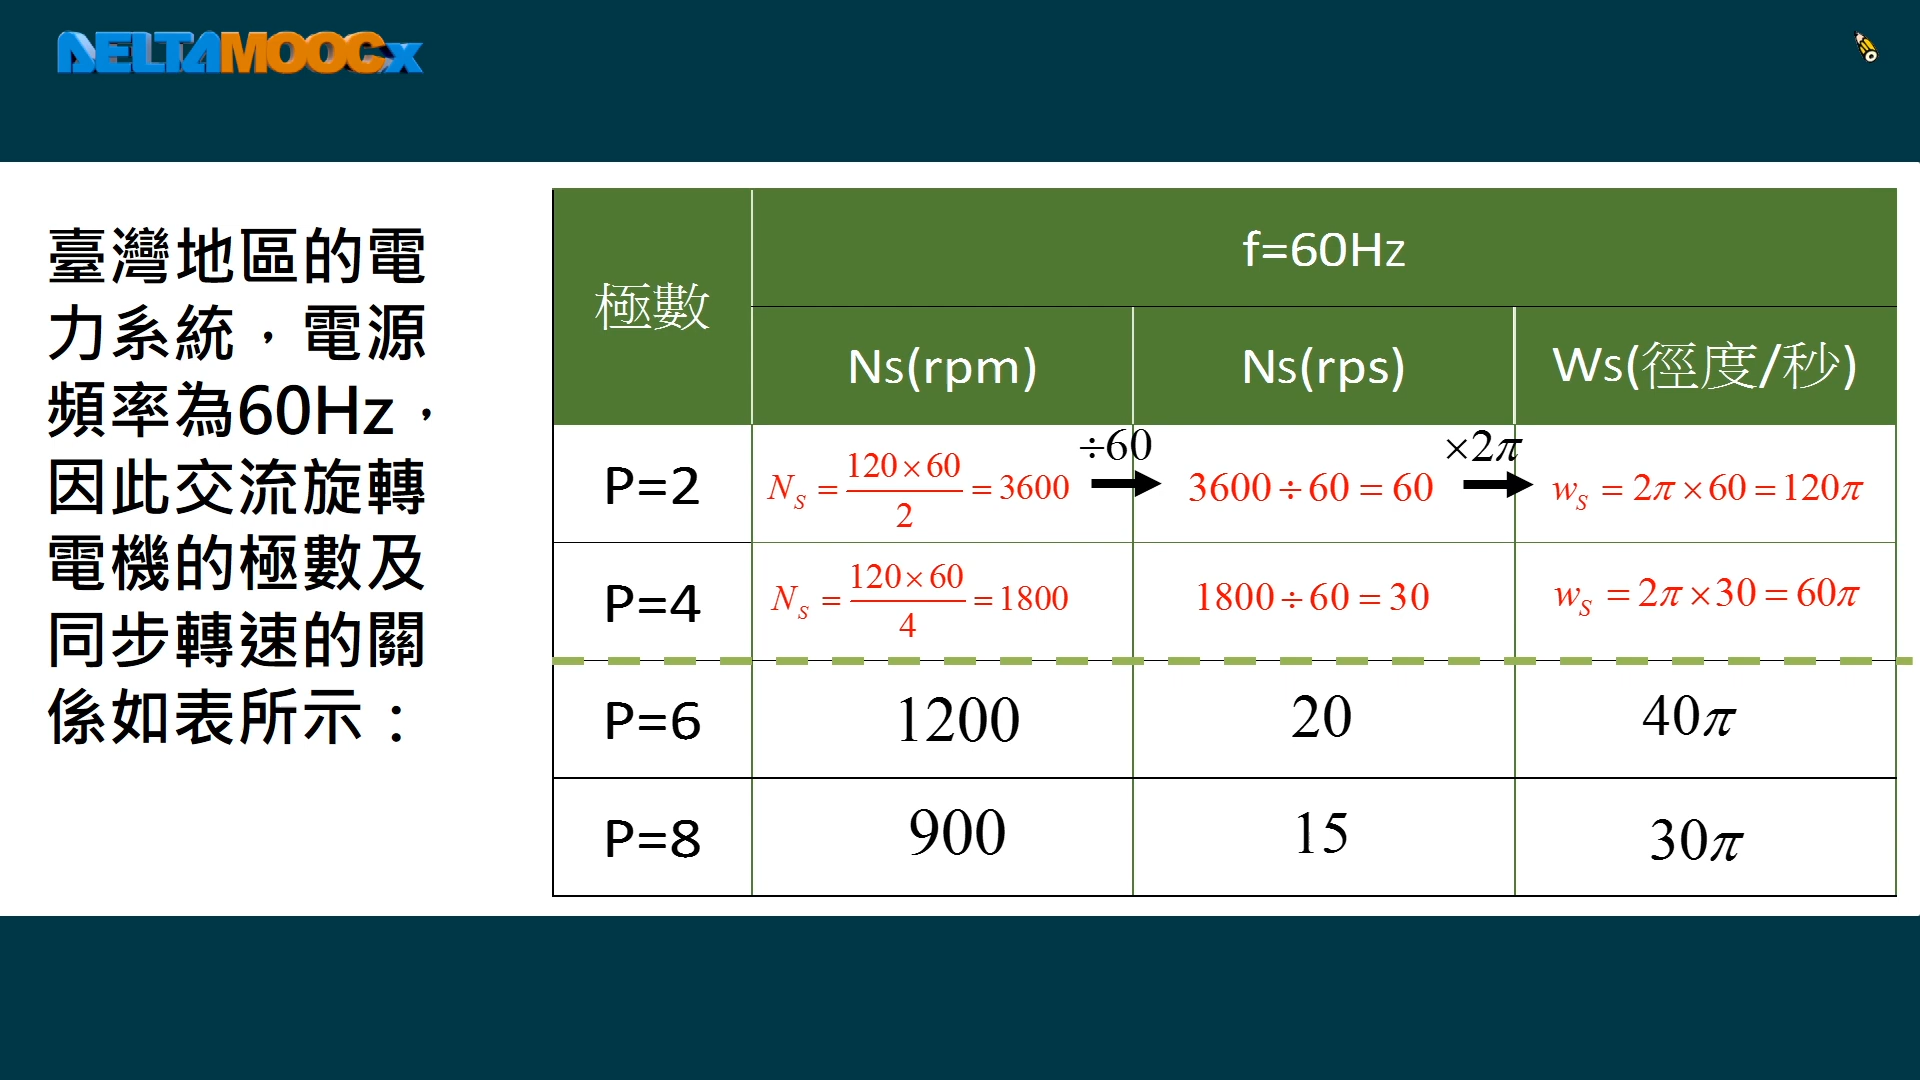 DELTAMOOCx
臺灣地區的電
力系統，電源
頻率為60Hz，
因此交流旋轉
電機的極數及
同步轉速的關
係如表所示：
極數
f=60Hz
Ns(rpm) Ns(rps) Ws(徑度/秒)
÷60 ×2π
P=2 N_S = \frac{120×60}{2} = 3600 3600÷60=60 w_S = 2π×60=120π
P=4 N_S = \frac{120×60}{4} = 1800 1800÷60=30 w_S = 2π×30=60π
P=6 1200 20 40π
P=8 900 15 30π